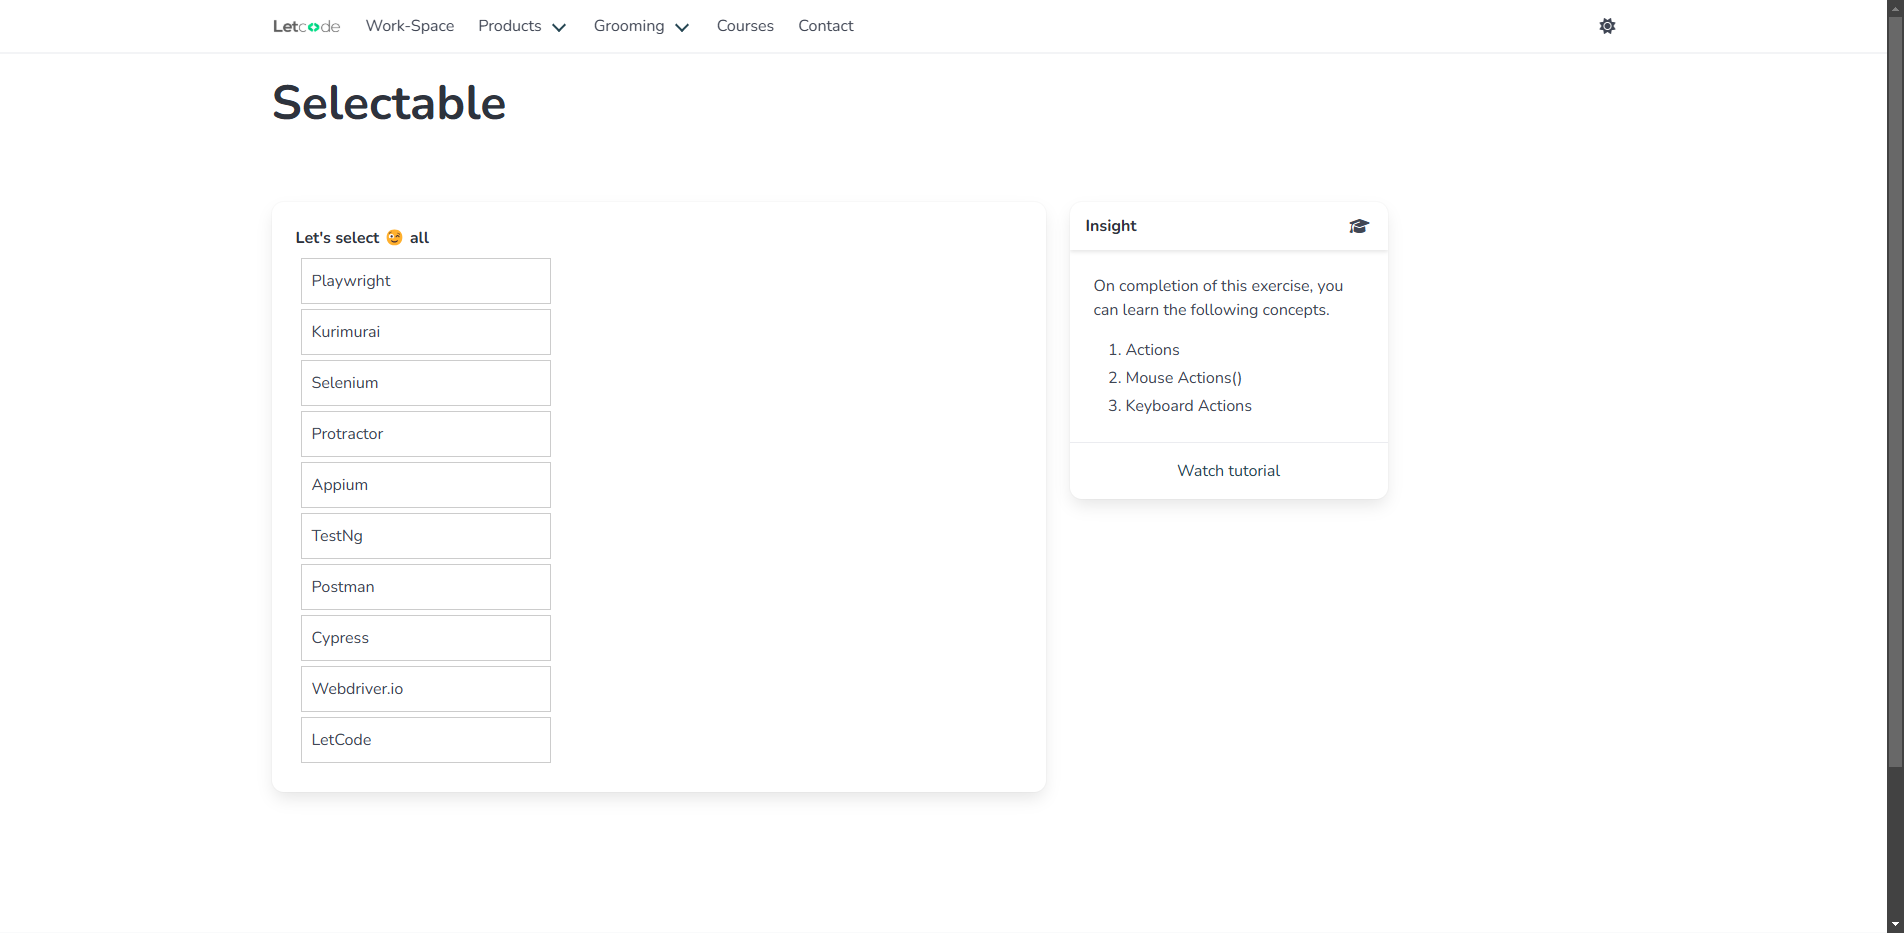 Letcode Work-Space Products Grooming Courses Contact
Selectable
Let's select 😉 all
Playwright
Kurimurai
Selenium
Protractor
Appium
TestNg
Postman
Cypress
Webdriver.io
LetCode
Insight
On completion of this exercise, you
can learn the following concepts.
1. Actions
2. Mouse Actions()
3. Keyboard Actions
Watch tutorial